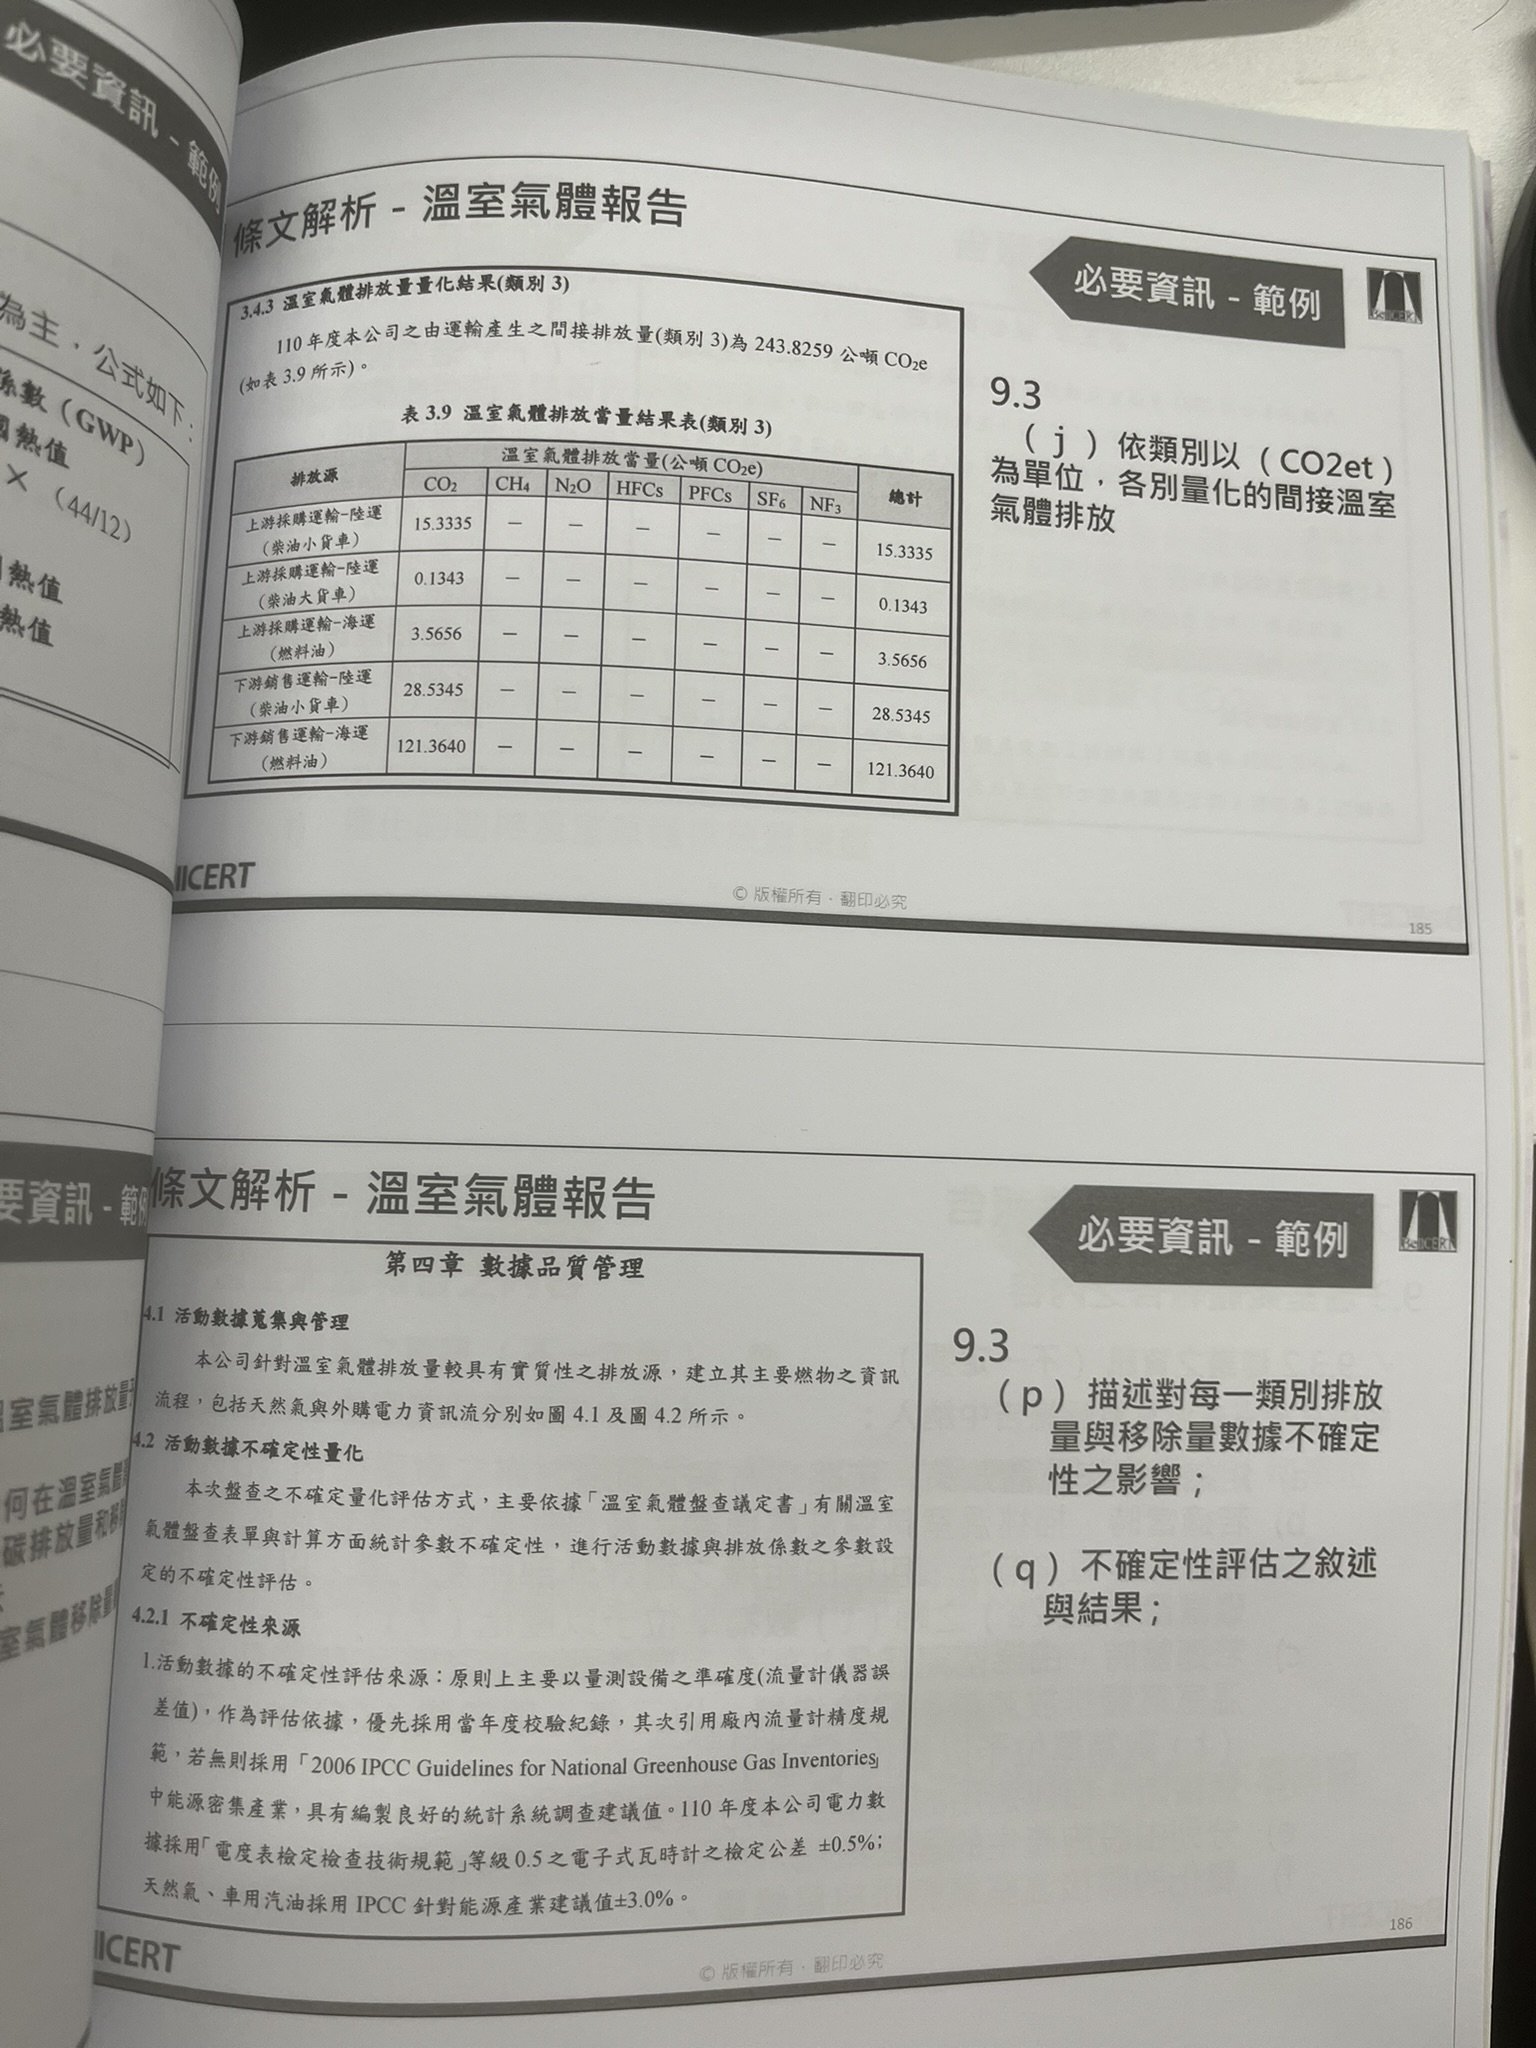 必要資訊 - 範例
為主，公式如下：
係數（GWP）
熱值
×（44/12）
熱值
熱值
條文解析 - 溫室氣體報告
必要資訊 - 範例
BellCERT
3.4.3 溫室氣體排放量量化結果(類別 3)
110 年度本公司之由運輸產生之間接排放量(類別 3)為 243.8259 公噸 CO₂e
(如表 3.9 所示)。
表 3.9 溫室氣體排放當量結果表(類別 3)
排放源 溫室氣體排放當量(公噸 CO₂e) 總計
CO₂ CH₄ N₂O HFCs PFCs SF₆ NF₃
上游採購運輸-陸運
(柴油小貨車) 15.3335 － － － － － － 15.3335
上游採購運輸-陸運
(柴油大貨車) 0.1343 － － － － － － 0.1343
上游採購運輸-海運
(燃料油) 3.5656 － － － － － － 3.5656
下游銷售運輸-陸運
(柴油小貨車) 28.5345 － － － － － － 28.5345
下游銷售運輸-海運
(燃料油) 121.3640 － － － － － － 121.3640
9.3
（j）依類別以（CO2et）
為單位，各別量化的間接溫室
氣體排放
IICERT
© 版權所有．翻印必究
185
要資訊 - 範例
室氣體排放量
何在溫室氣體
碳排放量和移
室氣體移除量
條文解析 - 溫室氣體報告
必要資訊 - 範例
BellCERT
第四章 數據品質管理
4.1 活動數據蒐集與管理
本公司針對溫室氣體排放量較具有實質性之排放源，建立其主要燃物之資訊
流程，包括天然氣與外購電力資訊流分別如圖 4.1 及圖 4.2 所示。
4.2 活動數據不確定性量化
本次盤查之不確定量化評估方式，主要依據「溫室氣體盤查議定書」有關溫室
氣體盤查表單與計算方面統計參數不確定性，進行活動數據與排放係數之參數設
定的不確定性評估。
4.2.1 不確定性來源
1.活動數據的不確定性評估來源：原則上主要以量測設備之準確度(流量計儀器誤
差值)，作為評估依據，優先採用當年度校驗紀錄，其次引用廠內流量計精度規
範，若無則採用「2006 IPCC Guidelines for National Greenhouse Gas Inventories」
中能源密集產業，具有編製良好的統計系統調查建議值。110 年度本公司電力數
據採用「電度表檢定檢查技術規範」等級 0.5 之電子式瓦時計之檢定公差 ±0.5%；
天然氣、車用汽油採用 IPCC 針對能源產業建議值±3.0%。
9.3
（p）描述對每一類別排放
量與移除量數據不確定
性之影響；
（q）不確定性評估之敘述
與結果；
IICERT
© 版權所有．翻印必究
186